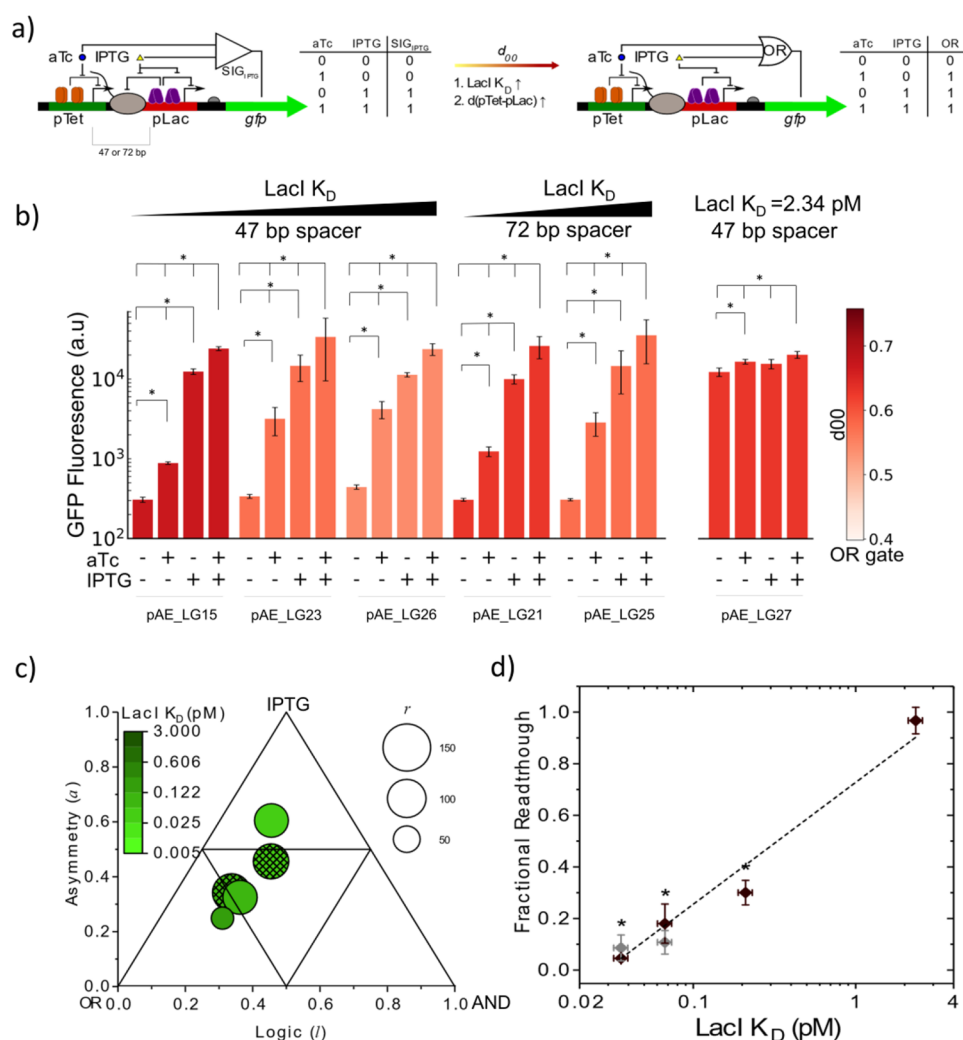 a)
aTc IPTG
SIG_IPTG
pTet pLac gfp
47 or 72 bp
aTc IPTG SIG_IPTG
0 0 0
1 0 0
0 1 1
1 1 1
d_00
1. LacI K_D ↑
2. d(pTet-pLac) ↑
aTc IPTG
OR
pTet pLac gfp
aTc IPTG OR
0 0 0
1 0 1
0 1 1
1 1 1
b)
LacI K_D
47 bp spacer
LacI K_D
72 bp spacer
LacI K_D =2.34 pM
47 bp spacer
* * * * *
* * * * * *
* * * * * *
GFP Fluoresence (a.u)
10^4
10^3
10^2
aTc - + - + - + - + - + - + - + - + - + - + - + - +
IPTG - - + + - - + + - - + + - - + + - - + + - - + +
pAE_LG15 pAE_LG23 pAE_LG26 pAE_LG21 pAE_LG25 pAE_LG27
0.7
0.6
0.5
0.4
d00
OR gate
c)
IPTG
LacI K_D (pM)
3.000
0.606
0.122
0.025
0.005
r
150
100
50
Asymmetry (a)
1.0
0.8
0.6
0.4
0.2
0.0
OR 0.0 0.2 0.4 0.6 0.8 1.0 AND
Logic (l)
d)
Fractional Readtrhough
1.0
0.8
0.6
0.4
0.2
0.0
* * *
0.02 0.1 1 4
LacI K_D (pM)